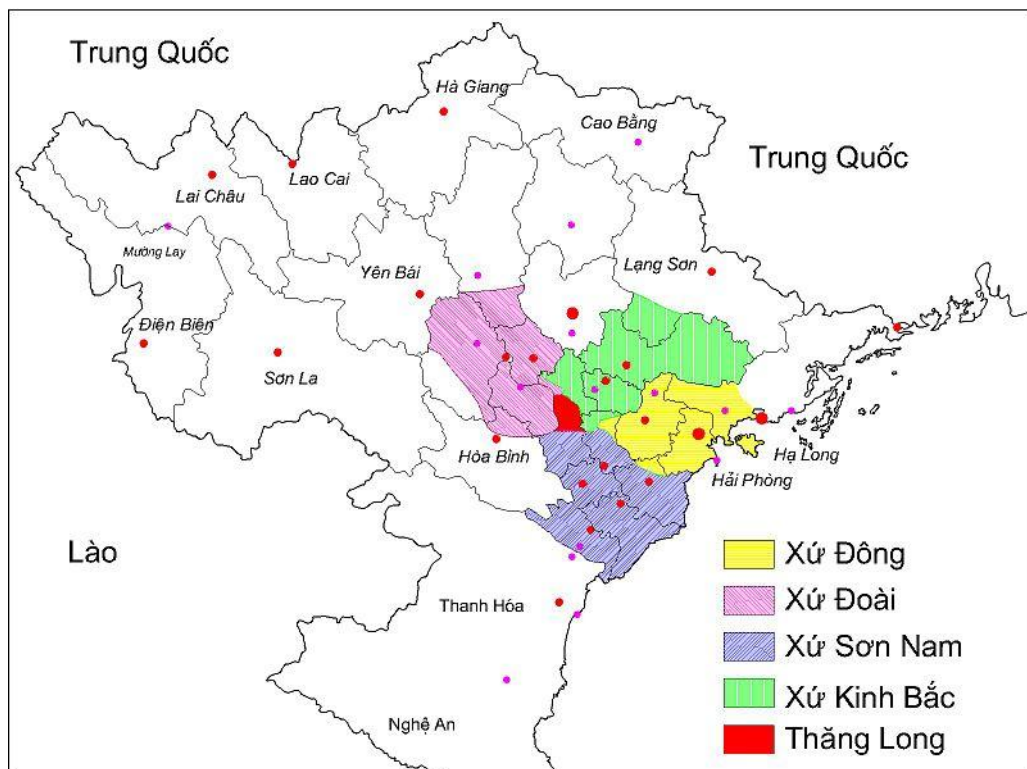 Trung Quốc
Hà Giang
Cao Bằng
Trung Quốc
Lao Cai
Lai Châu
Mường Lay
Yên Bái
Lạng Sơn
Điện Biên
Sơn La
Hòa Bình
Hạ Long
Hải Phòng
Lào
Thanh Hóa
Nghệ An
Xứ Đông
Xứ Đoài
Xứ Sơn Nam
Xứ Kinh Bắc
Thăng Long